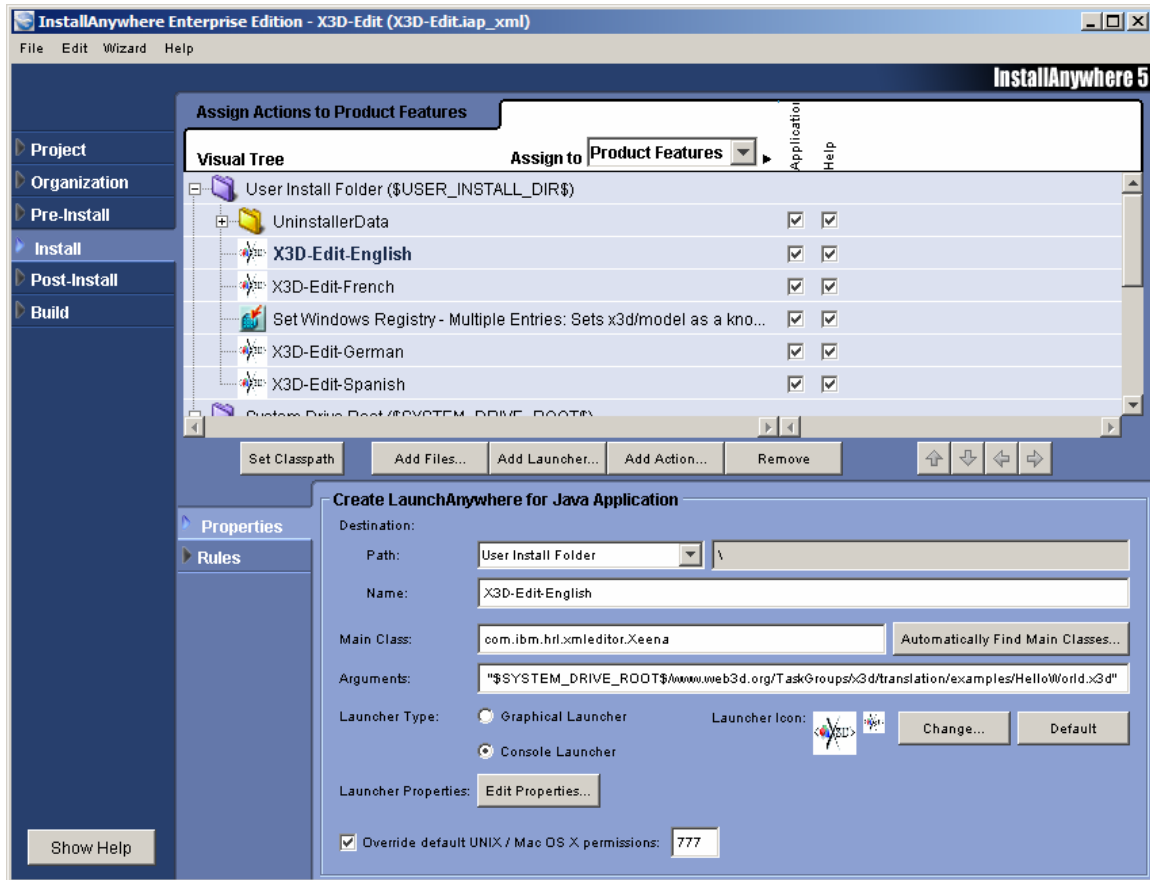 InstallAnywhere Enterprise Edition - X3D-Edit (X3D-Edit.iap_xml)
File Edit Wizard Help
InstallAnywhere 5
Assign Actions to Product Features
Visual Tree
Assign to Product Features
Application
Help
Project
Organization
Pre-Install
Install
Post-Install
Build
User Install Folder ($USER_INSTALL_DIR$)
UninstallerData
X3D-Edit-English
X3D-Edit-French
Set Windows Registry - Multiple Entries: Sets x3d/model as a kno...
X3D-Edit-German
X3D-Edit-Spanish
System Drive Root ($SYSTEM_DRIVE_ROOT$)
Set Classpath Add Files... Add Launcher... Add Action... Remove
Properties
Rules
Create LaunchAnywhere for Java Application
Destination:
Path: User Install Folder \
Name: X3D-Edit-English
Main Class: com.ibm.hrl.xmleditor.Xeena Automatically Find Main Classes...
Arguments: "$SYSTEM_DRIVE_ROOT$/www.web3d.org/TaskGroups/x3d/translation/examples/HelloWorld.x3d"
Launcher Type: Graphical Launcher Launcher Icon: Change... Default
Console Launcher
Launcher Properties: Edit Properties...
Override default UNIX / Mac OS X permissions: 777
Show Help